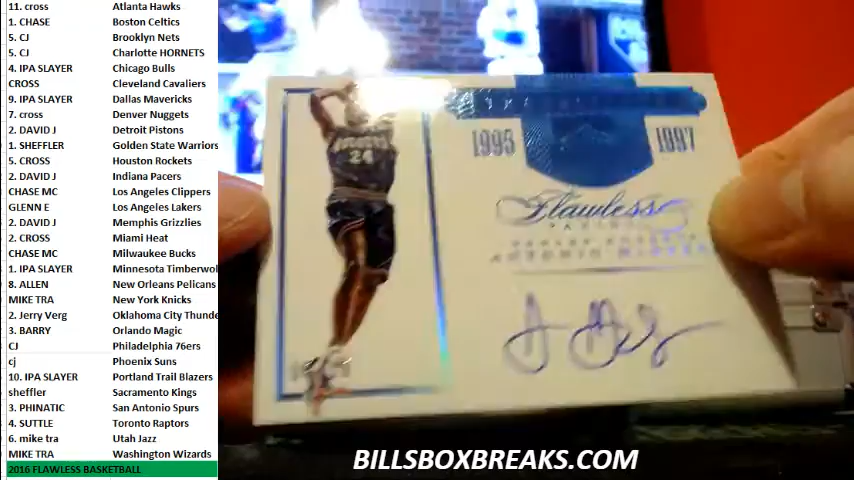 11. cross Atlanta Hawks
1. CHASE Boston Celtics
5. CJ Brooklyn Nets
5. CJ Charlotte HORNETS
4. IPA SLAYER Chicago Bulls
CROSS Cleveland Cavaliers
9. IPA SLAYER Dallas Mavericks
7. cross Denver Nuggets
2. DAVID J Detroit Pistons
1. SHEFFLER Golden State Warriors
5. CROSS Houston Rockets
2. DAVID J Indiana Pacers
CHASE MC Los Angeles Clippers
GLENN E Los Angeles Lakers
2. DAVID J Memphis Grizzlies
2. CROSS Miami Heat
CHASE MC Milwaukee Bucks
1. IPA SLAYER Minnesota Timberwol
8. ALLEN New Orleans Pelicans
MIKE TRA New York Knicks
2. Jerry Verg Oklahoma City Thunde
3. BARRY Orlando Magic
CJ Philadelphia 76ers
cj Phoenix Suns
10. IPA SLAYER Portland Trail Blazers
sheffler Sacramento Kings
3. PHINATIC San Antonio Spurs
4. SUTTLE Toronto Raptors
6. mike tra Utah Jazz
MIKE TRA Washington Wizards
2016 FLAWLESS BASKETBALL
1995 1997
24
Flawless
ANTONIO
BILLSBOXBREAKS.COM